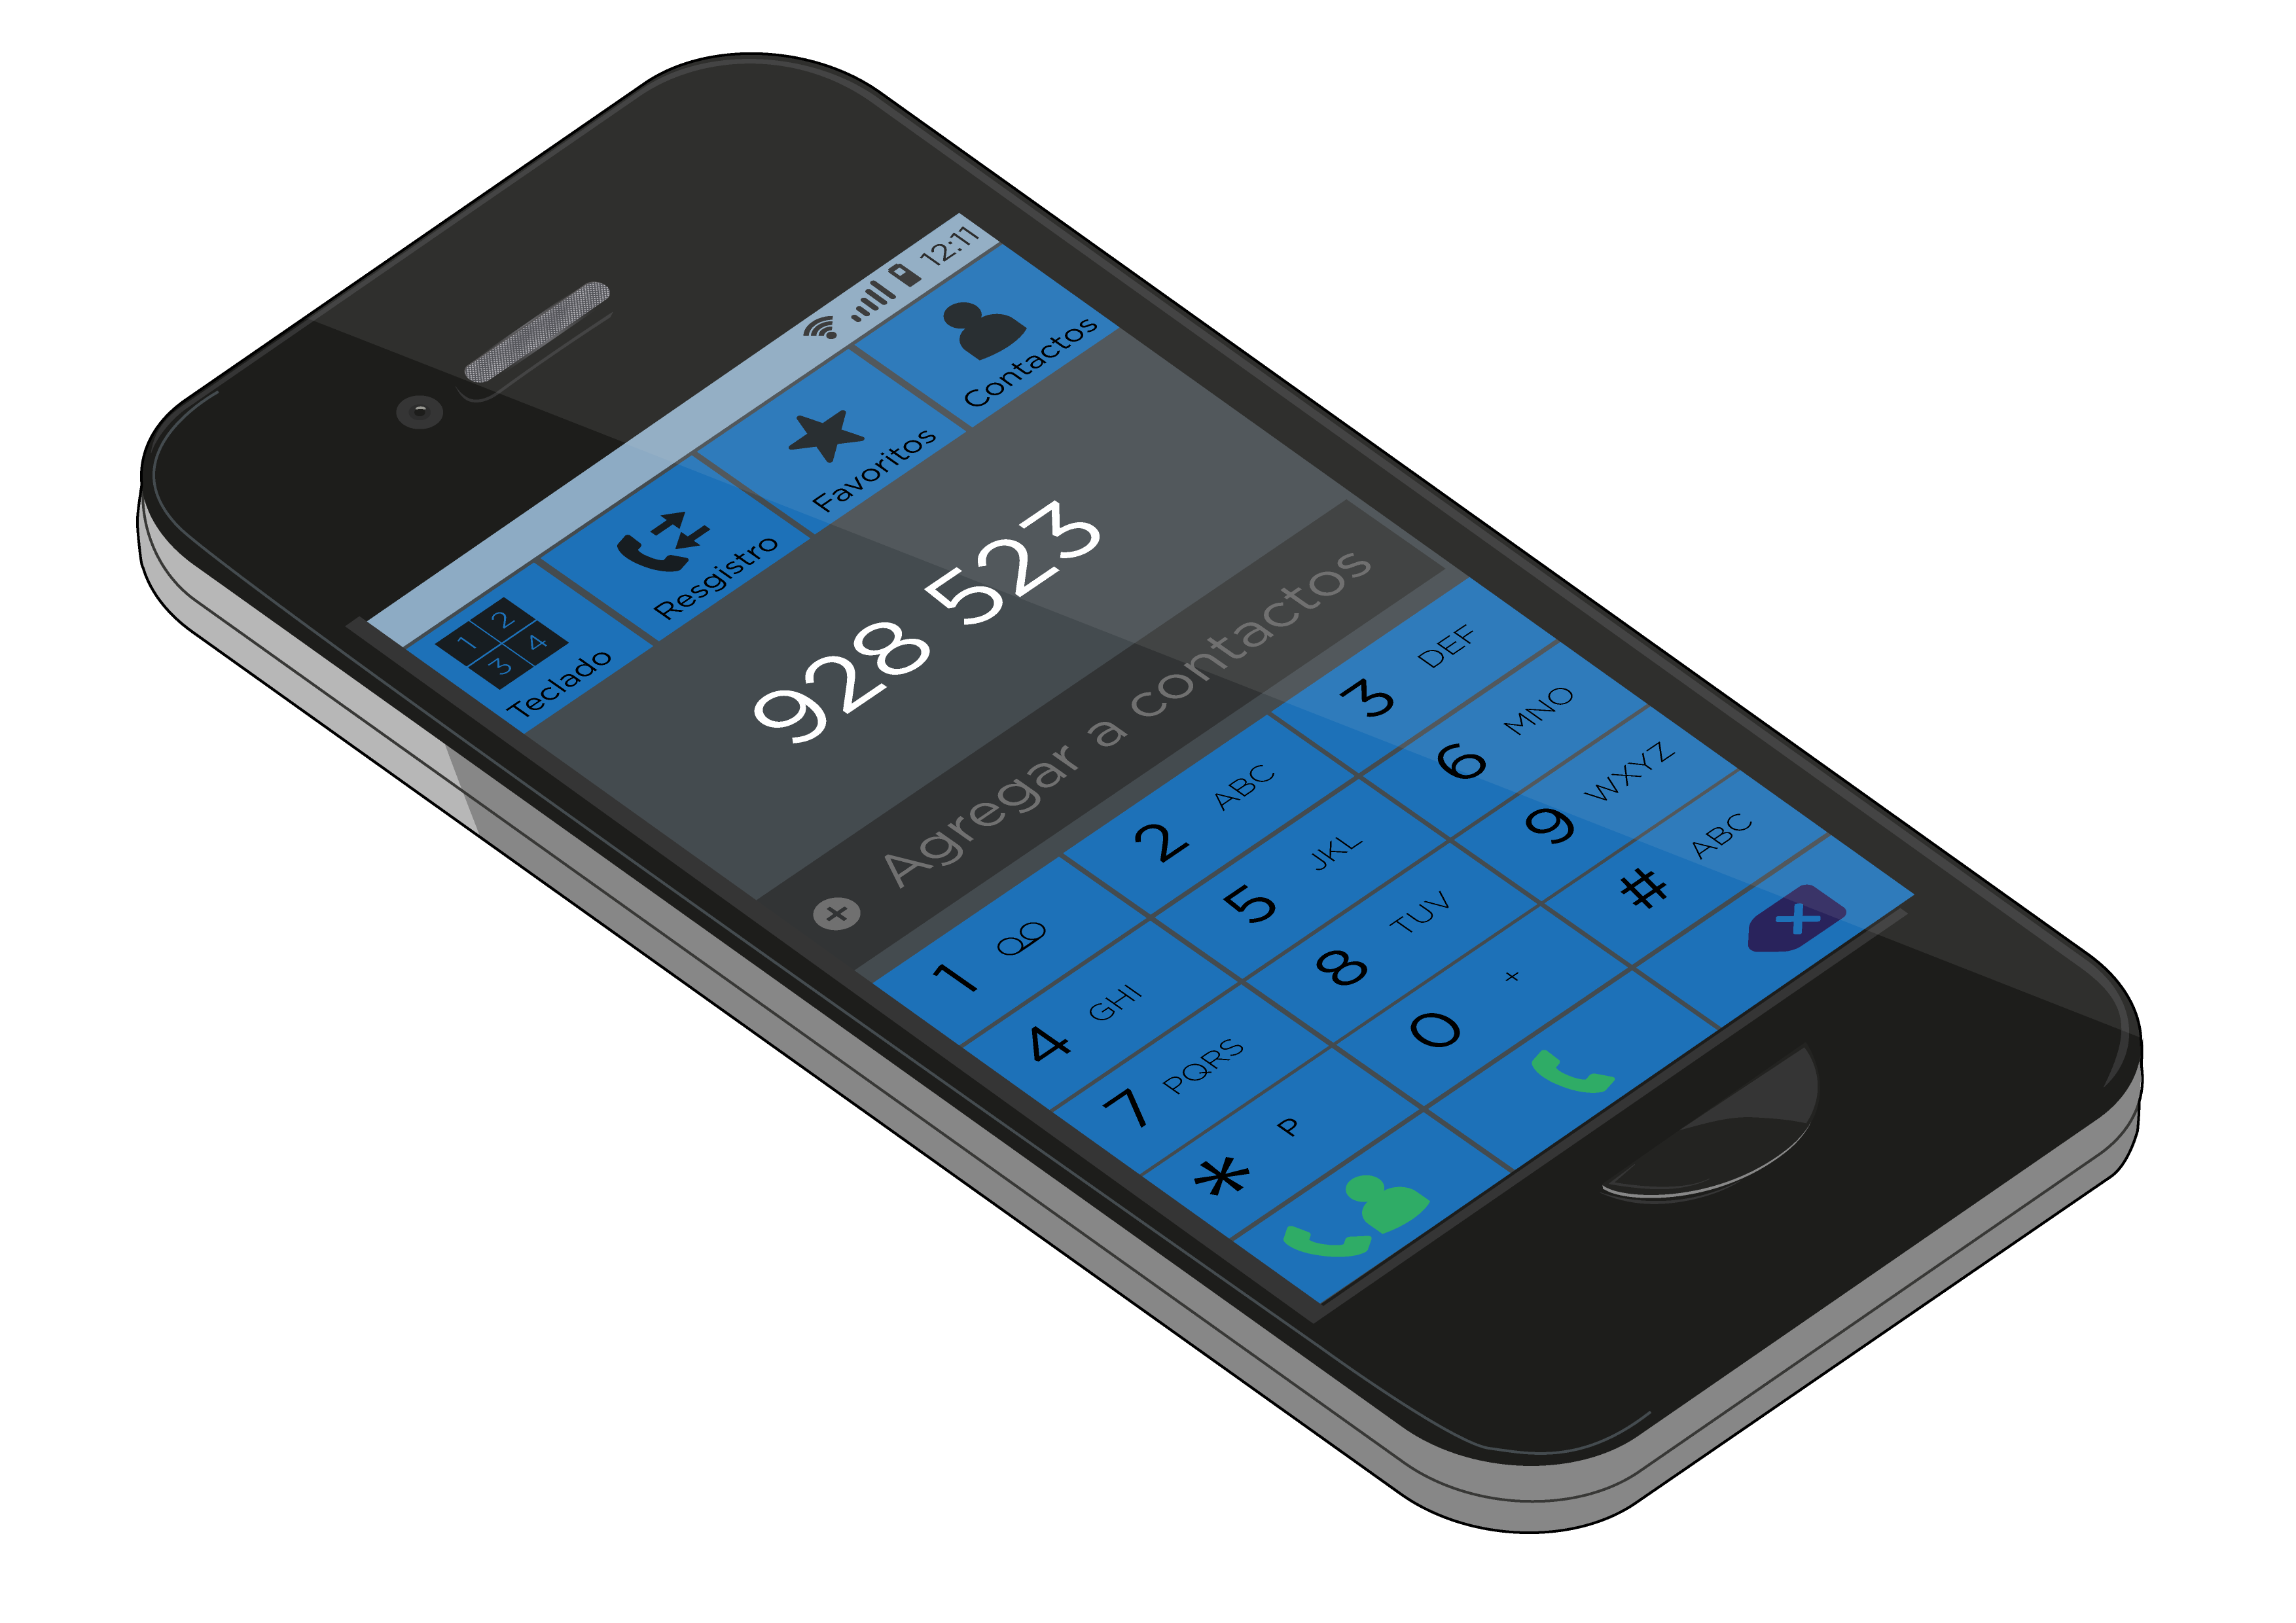 12:11
1 2
3 4
Teclado
Resgistro
Favoritos
Contactos
928 523
Agregar a contactos
1
2 ABC
3 DEF
4 GHI
5 JKL
6 MNO
7 PQRS
8 TUV
9 WXYZ
* P
0 +
# ABC